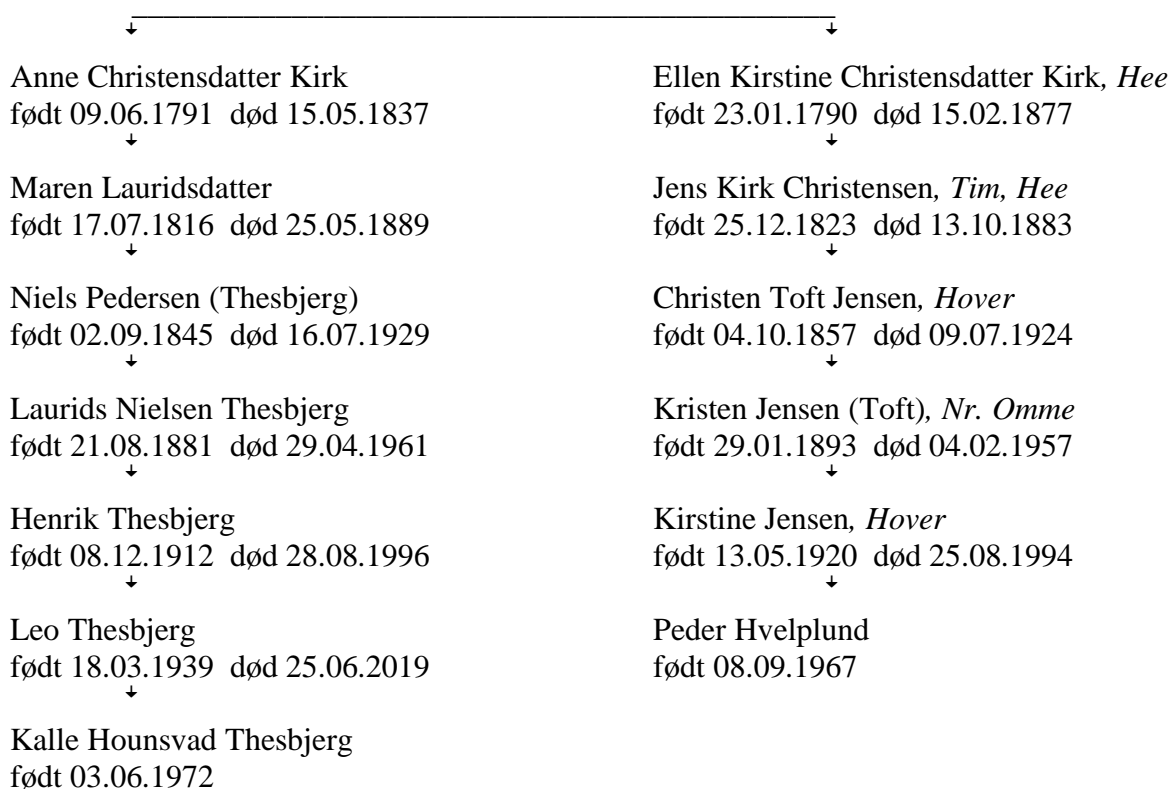 Anne Christensdatter Kirk
født 09.06.1791 død 15.05.1837
Maren Lauridsdatter
født 17.07.1816 død 25.05.1889
Niels Pedersen (Thesbjerg)
født 02.09.1845 død 16.07.1929
Laurids Nielsen Thesbjerg
født 21.08.1881 død 29.04.1961
Henrik Thesbjerg
født 08.12.1912 død 28.08.1996
Leo Thesbjerg
født 18.03.1939 død 25.06.2019
Kalle Hounsvad Thesbjerg
født 03.06.1972
Ellen Kirstine Christensdatter Kirk, Hee
født 23.01.1790 død 15.02.1877
Jens Kirk Christensen, Tim, Hee
født 25.12.1823 død 13.10.1883
Christen Toft Jensen, Hover
født 04.10.1857 død 09.07.1924
Kristen Jensen (Toft), Nr. Omme
født 29.01.1893 død 04.02.1957
Kirstine Jensen, Hover
født 13.05.1920 død 25.08.1994
Peder Hvelplund
født 08.09.1967